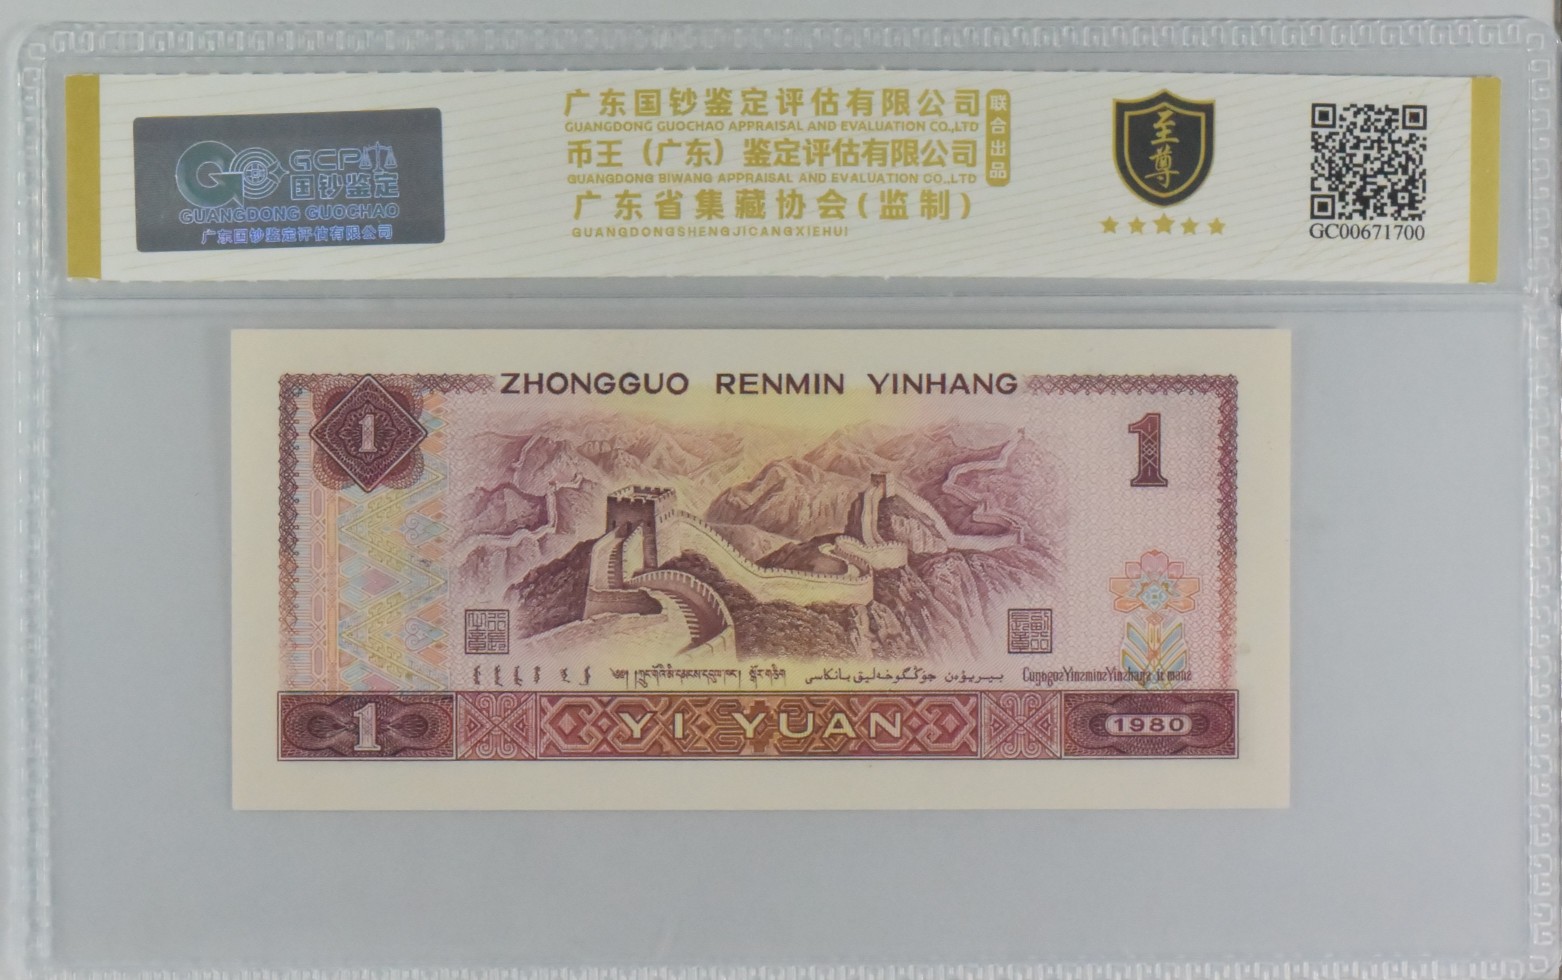 GCP
国钞鉴定
GUANGDONG GUOCHAO
广东国钞鉴定评估有限公司
广东国钞鉴定评估有限公司
GUANGDONG GUOCHAO APPRAISAL AND EVALUATION CO.,LTD
币王（广东）鉴定评估有限公司
GUANGDONG BIWANG APPRAISAL AND EVALUATION CO.,LTD
广东省集藏协会(监制)
GUANGDONGSHENGJICANGXIEHUI
联合出品
至尊
GC00671700
ZHONGGUO RENMIN YINHANG
1
1
1
YI YUAN
1980